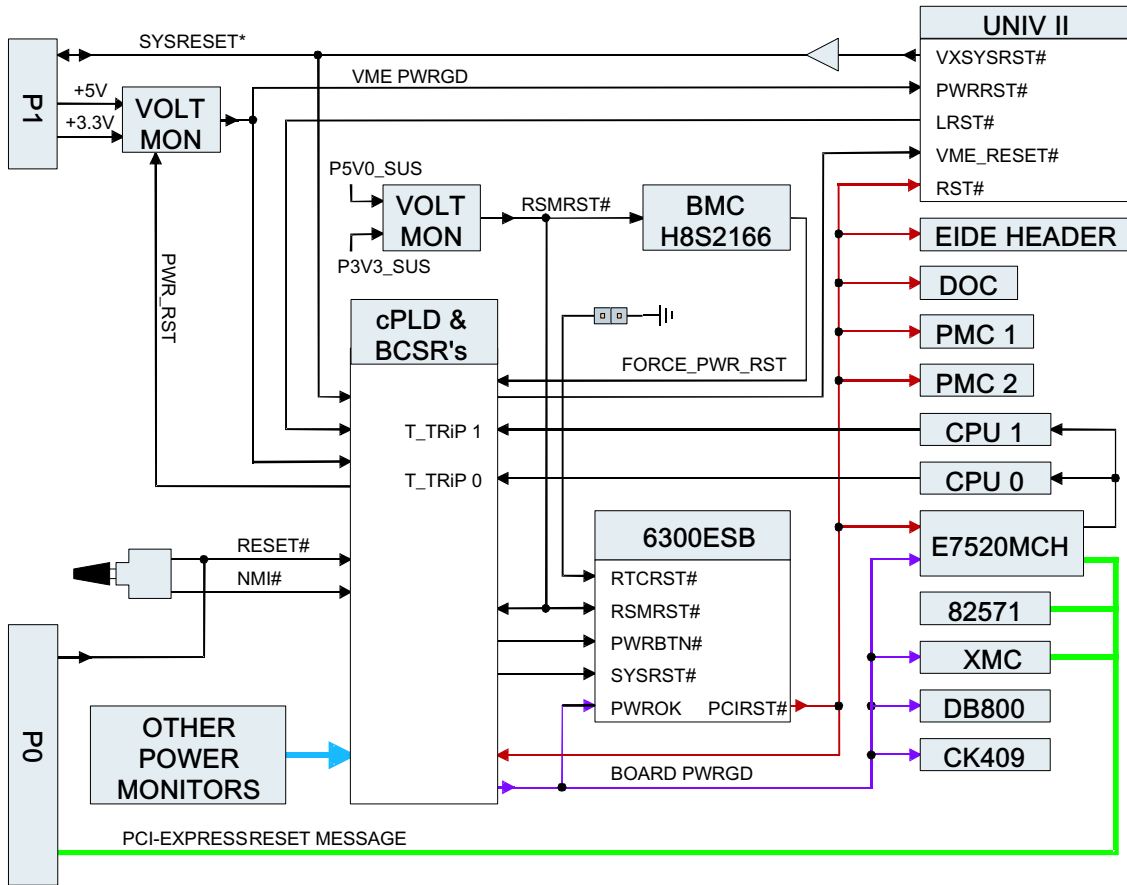 UNIV II
SYSRESET*
VXSYSRST#
VME PWRGD
PWRRST#
LRST#
VME_RESET#
RST#
P1
+5V
+3.3V
VOLT
MON
P5V0_SUS
VOLT
MON
P3V3_SUS
RSMRST#
BMC
H8S2166
EIDE HEADER
DOC
PMC 1
PMC 2
CPU 1
CPU 0
E7520MCH
82571
XMC
DB800
CK409
PWR_RST
cPLD &
BCSR's
FORCE_PWR_RST
T_TRiP 1
T_TRiP 0
6300ESB
RTCRST#
RSMRST#
PWRBTN#
SYSRST#
PWROK
PCIRST#
RESET#
NMI#
P0
OTHER
POWER
MONITORS
BOARD PWRGD
PCI-EXPRESSRESET MESSAGE